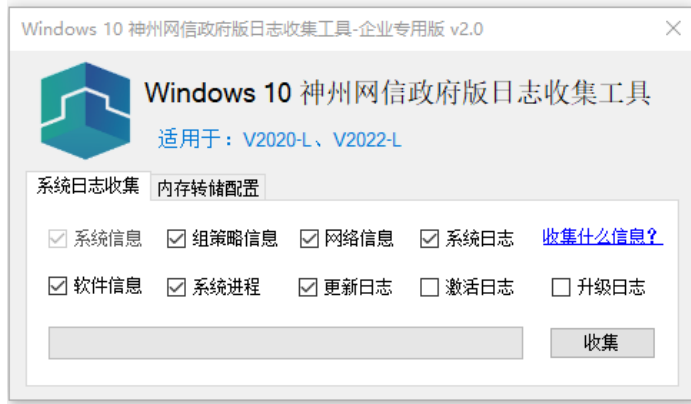 Windows 10 神州网信政府版日志收集工具-企业专用版 v2.0
Windows 10 神州网信政府版日志收集工具
适用于：V2020-L、V2022-L
系统日志收集 内存转储配置
系统信息 组策略信息 网络信息 系统日志 收集什么信息？
软件信息 系统进程 更新日志 激活日志 升级日志
收集